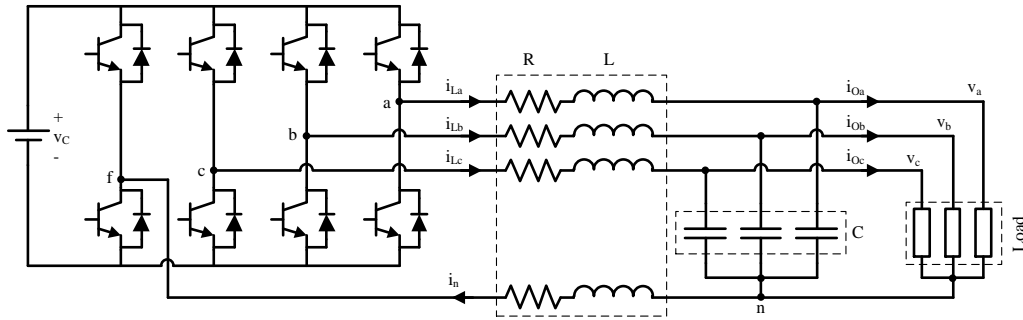 R L
i_La i_Oa v_a
a
+
v_C
-
i_Lb i_Ob v_b
b
i_Lc i_Oc v_c
c
f
C
Load
i_n
n